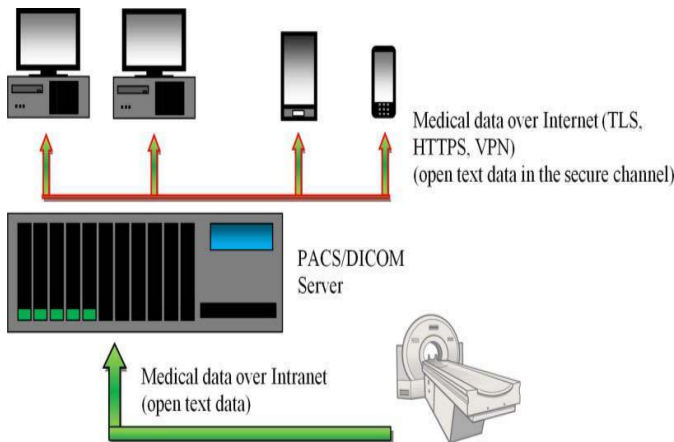 Medical data over Internet (TLS,
HTTPS, VPN)
(open text data in the secure channel)
PACS/DICOM
Server
Medical data over Intranet
(open text data)